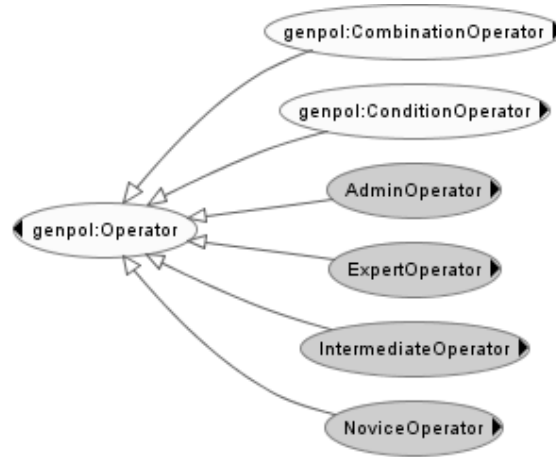 genpol:CombinationOperator
genpol:ConditionOperator
AdminOperator
genpol:Operator
ExpertOperator
IntermediateOperator
NoviceOperator